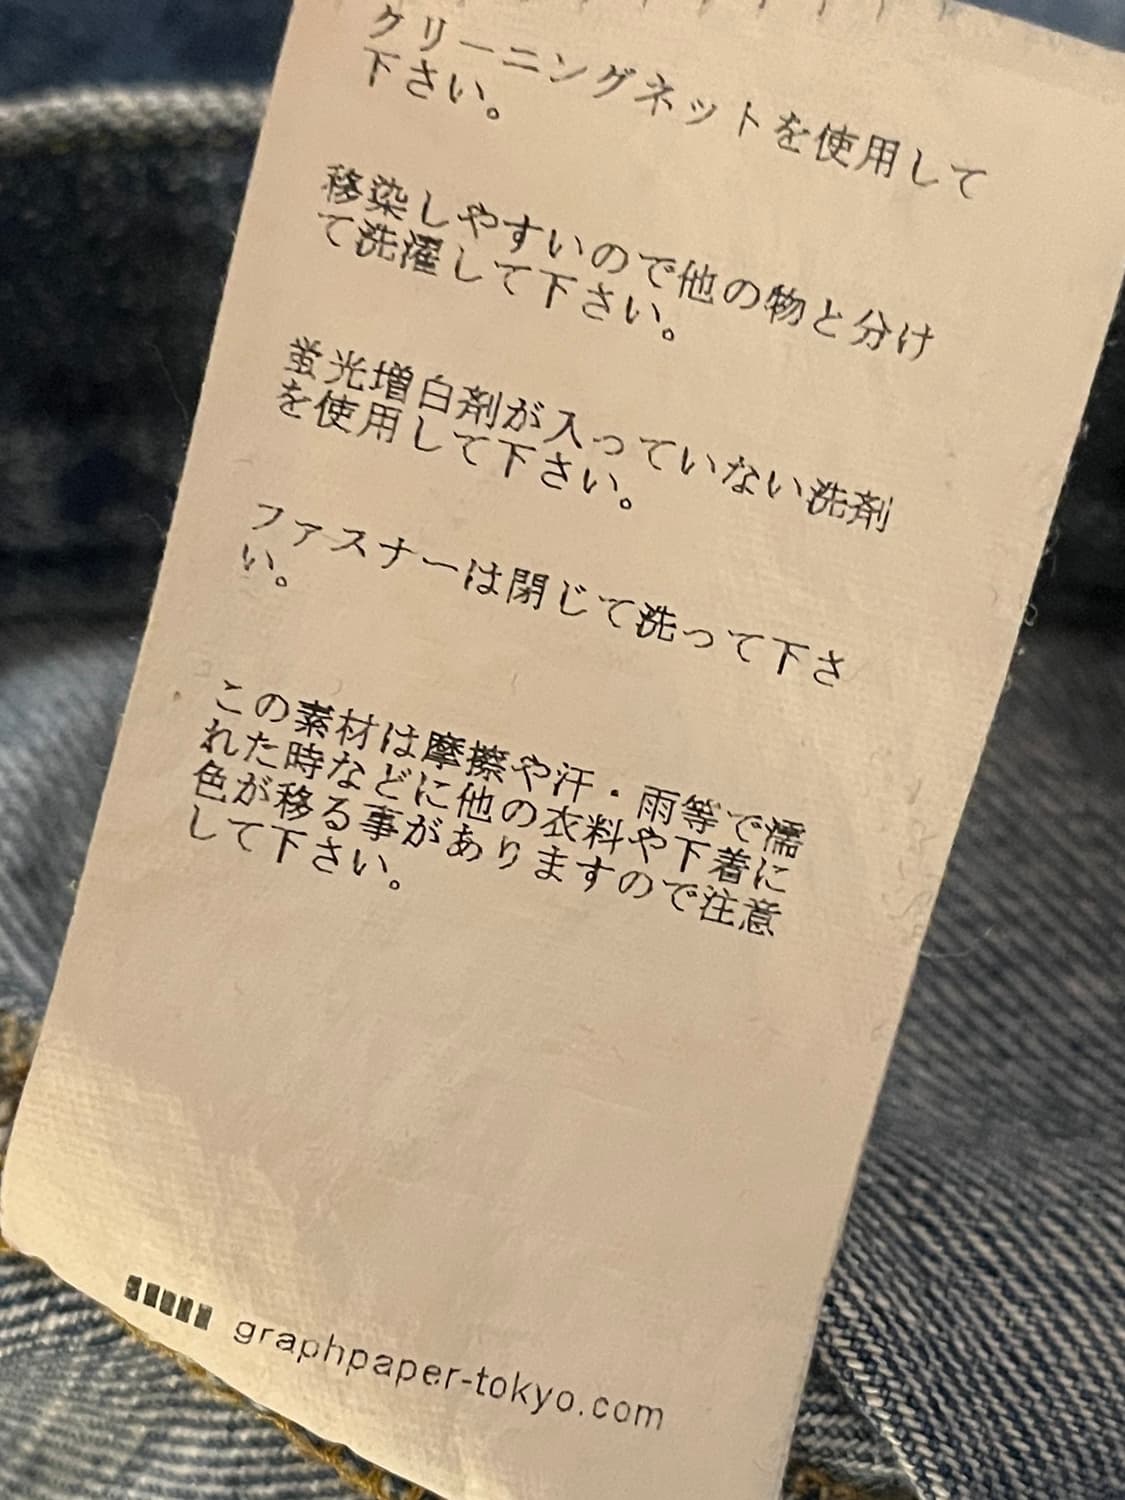 クリーニングネットを使用して
下さい。
移染しやすいので他の物と分け
て洗濯して下さい。
蛍光増白剤が入っていない洗剤
を使用して下さい。
ファスナーは閉じて洗って下さ
い。
この素材は摩擦や汗・雨等で濡
れた時などに他の衣料や下着に
色が移る事がありますので注意
して下さい。
graphpaper-tokyo.com